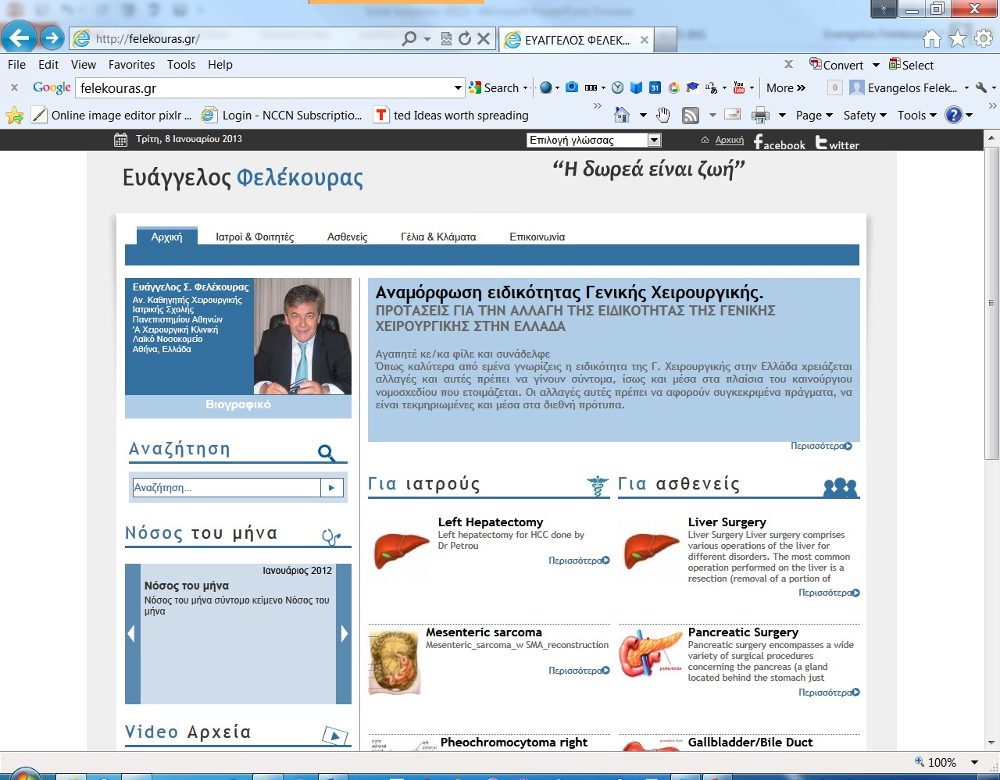 http://felekouras.gr/
ΕΥΑΓΓΕΛΟΣ ΦΕΛΕΚ...
File Edit View Favorites Tools Help
Convert Select
Google felekouras.gr Search More » 0 Evangelos Felek...
Online image editor pixlr ... Login - NCCN Subscriptio... ted Ideas worth spreading Page Safety Tools
Τρίτη, 8 Ιανουαρίου 2013 Επιλογή γλώσσας Αρχική facebook twitter
Ευάγγελος Φελέκουρας
“Η δωρεά είναι ζωή”
Αρχική Ιατροί & Φοιτητές Ασθενείς Γέλια & Κλάματα Επικοινωνία
Ευάγγελος Σ. Φελέκουρας
Αν. Καθηγητής Χειρουργικής
Ιατρικής Σχολής
Πανεπιστημίου Αθηνών
'Α Χειρουργική Κλινική
Λαϊκό Νοσοκομείο
Αθήνα, Ελλάδα
Βιογραφικό
Αναμόρφωση ειδικότητας Γενικής Χειρουργικής.
ΠΡΟΤΑΣΕΙΣ ΓΙΑ ΤΗΝ ΑΛΛΑΓΗ ΤΗΣ ΕΙΔΙΚΟΤΗΤΑΣ ΤΗΣ ΓΕΝΙΚΗΣ
ΧΕΙΡΟΥΡΓΙΚΗΣ ΣΤΗΝ ΕΛΛΑΔΑ
Αγαπητέ κε/κα φίλε και συνάδελφε
Όπως καλύτερα από εμένα γνωρίζεις η ειδικότητα της Γ. Χειρουργικής στην Ελλάδα χρειάζεται
αλλαγές και αυτές πρέπει να γίνουν σύντομα, ίσως και μέσα στα πλαίσια του καινούργιου
νομοσχεδίου που ετοιμάζεται. Οι αλλαγές αυτές πρέπει να αφορούν συγκεκριμένα πράγματα, να
είναι τεκμηριωμένες και μέσα στα διεθνή πρότυπα.
Περισσότερα
Αναζήτηση
Αναζήτηση...
Νόσος του μήνα
Ιανουάριος 2012
Νόσος του μήνα
Νόσος του μήνα σύντομο κείμενο Νόσος του
μήνα
Video Αρχεία
Για ιατρούς
Left Hepatectomy
Left hepatectomy for HCC done by
Dr Petrou
Περισσότερα
Mesenteric sarcoma
Mesenteric_sarcoma_w SMA_reconstruction
Περισσότερα
right
adrenal
left
adrenal
Pheochromocytoma right
Για ασθενείς
Liver Surgery
Liver Surgery Liver surgery comprises
various operations of the liver for
different disorders. The most common
operation performed on the liver is a
resection (removal of a portion of
Περισσότερα
pancreas
Pancreatic Surgery
Pancreatic surgery encompasses a wide
variety of surgical procedures
concerning the pancreas (a gland
located behind the stomach just
Περισσότερα
Gallbladder/Bile Duct
100%